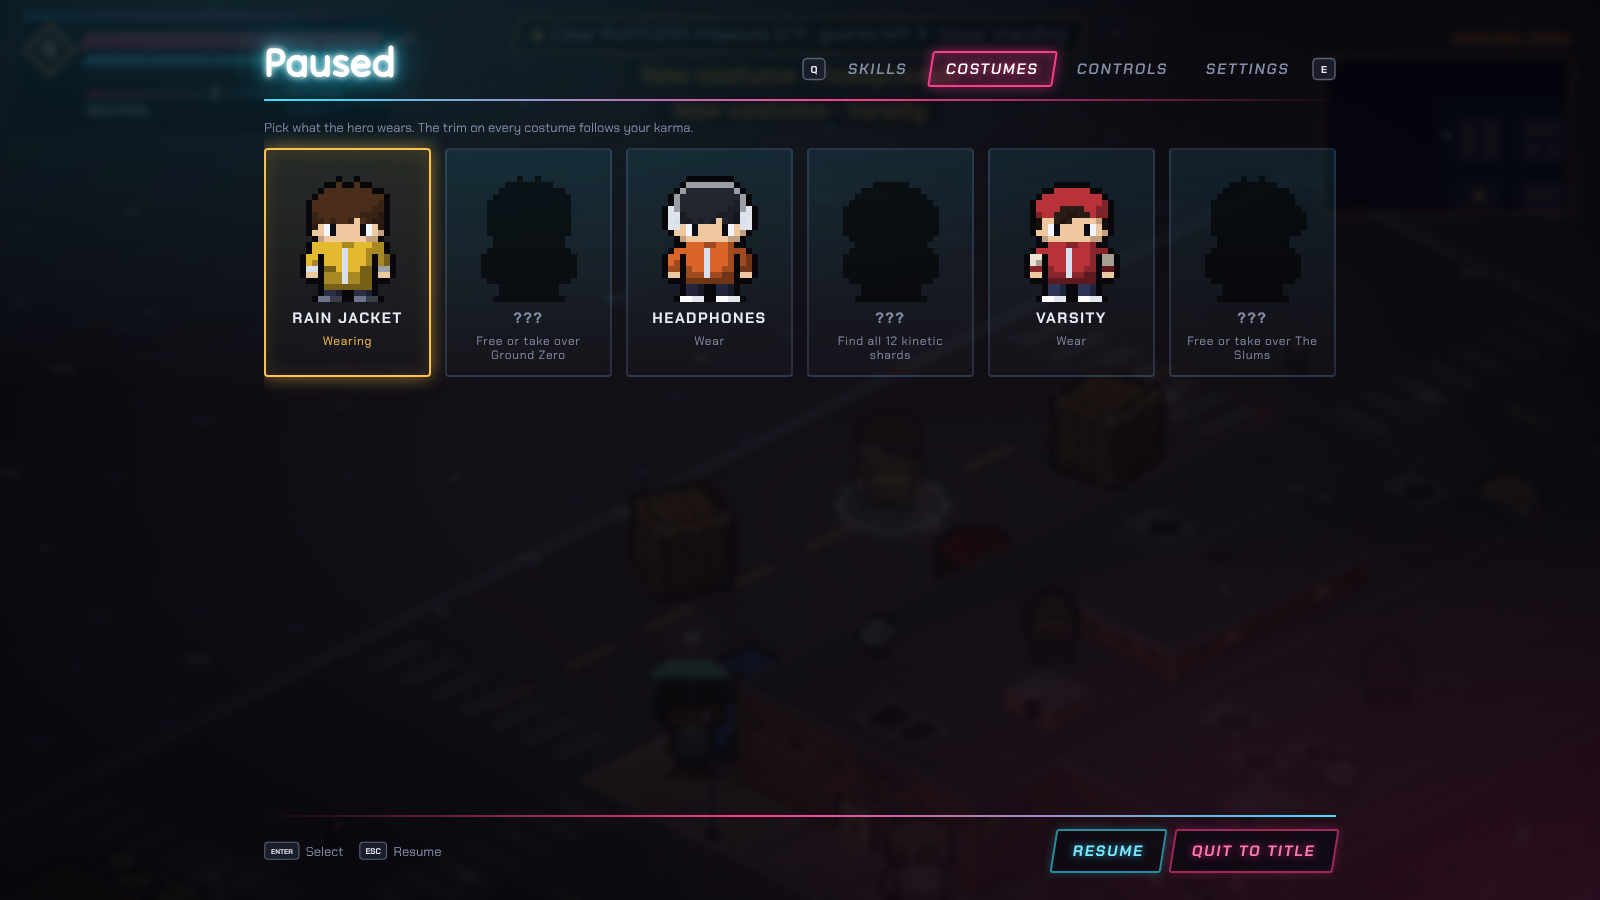 Paused
Q SKILLS COSTUMES CONTROLS SETTINGS E
Pick what the hero wears. The trim on every costume follows your karma.
RAIN JACKET
Wearing
???
Free or take over
Ground Zero
HEADPHONES
Wear
???
Find all 12 kinetic
shards
VARSITY
Wear
???
Free or take over The
Slums
ENTER Select ESC Resume
RESUME QUIT TO TITLE